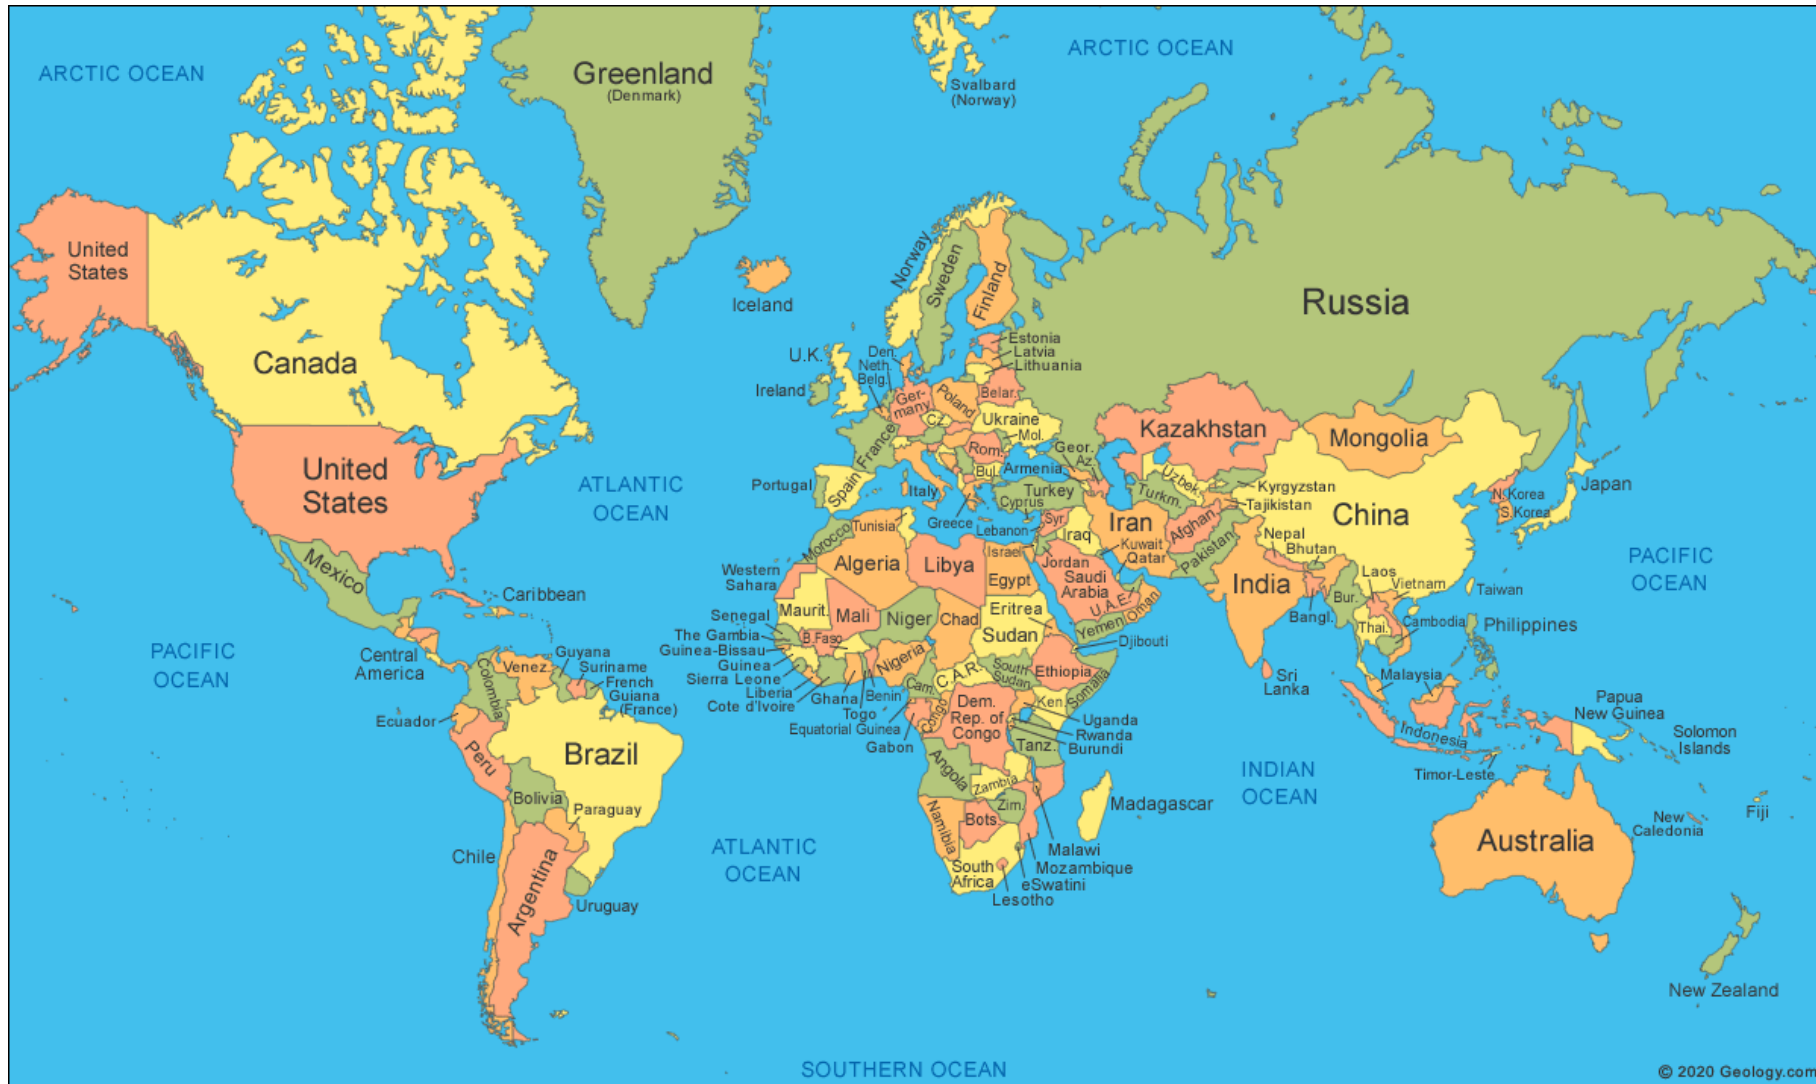 ARCTIC OCEAN
Greenland
(Denmark)
ARCTIC OCEAN
Svalbard
(Norway)
United
States
Canada
Iceland
Norway
Sweden
Finland
Russia
Estonia
Latvia
Lithuania
U.K.
Ireland
Den.
Neth.
Belg.
Ger-
many
Poland
Belar.
Cz.
Ukraine
Mol.
France
Rom.
Bul.
Portugal
Spain
Italy
Greece
Geor.
Az.
Armenia
Turkey
Cyprus
Lebanon
Syr.
Israel
Iraq
Iran
Kuwait
Qatar
Jordan
Saudi
Arabia
U.A.E.
Oman
Yemen
Kazakhstan
Uzbek.
Turkm.
Kyrgyzstan
Tajikistan
Afghan.
Pakistan
Mongolia
China
N. Korea
S. Korea
Japan
Nepal
Bhutan
India
Bangl.
Bur.
Laos
Vietnam
Thai.
Cambodia
Taiwan
Philippines
Sri
Lanka
Malaysia
Indonesia
Timor-Leste
Papua
New Guinea
Solomon
Islands
New
Caledonia
Fiji
Australia
New Zealand
PACIFIC
OCEAN
INDIAN
OCEAN
United
States
ATLANTIC
OCEAN
Mexico
Caribbean
Central
America
PACIFIC
OCEAN
Venez.
Guyana
Suriname
French
Guiana
(France)
Colombia
Ecuador
Peru
Brazil
Bolivia
Paraguay
Chile
Argentina
Uruguay
ATLANTIC
OCEAN
Morocco
Tunisia
Algeria
Libya
Egypt
Western
Sahara
Maurit.
Mali
Niger
Chad
Eritrea
Sudan
Djibouti
Senegal
The Gambia
Guinea-Bissau
Guinea
Sierra Leone
Liberia
Cote d'Ivoire
B.Faso
Ghana
Togo
Benin
Nigeria
Equatorial Guinea
Gabon
Cam.
C.A.R.
South
Sudan
Ethiopia
Somalia
Congo
Dem.
Rep. of
Congo
Ken.
Uganda
Rwanda
Burundi
Tanz.
Angola
Zambia
Zim.
Namibia
Bots.
Madagascar
Malawi
Mozambique
eSwatini
Lesotho
South
Africa
SOUTHERN OCEAN
© 2020 Geology.com